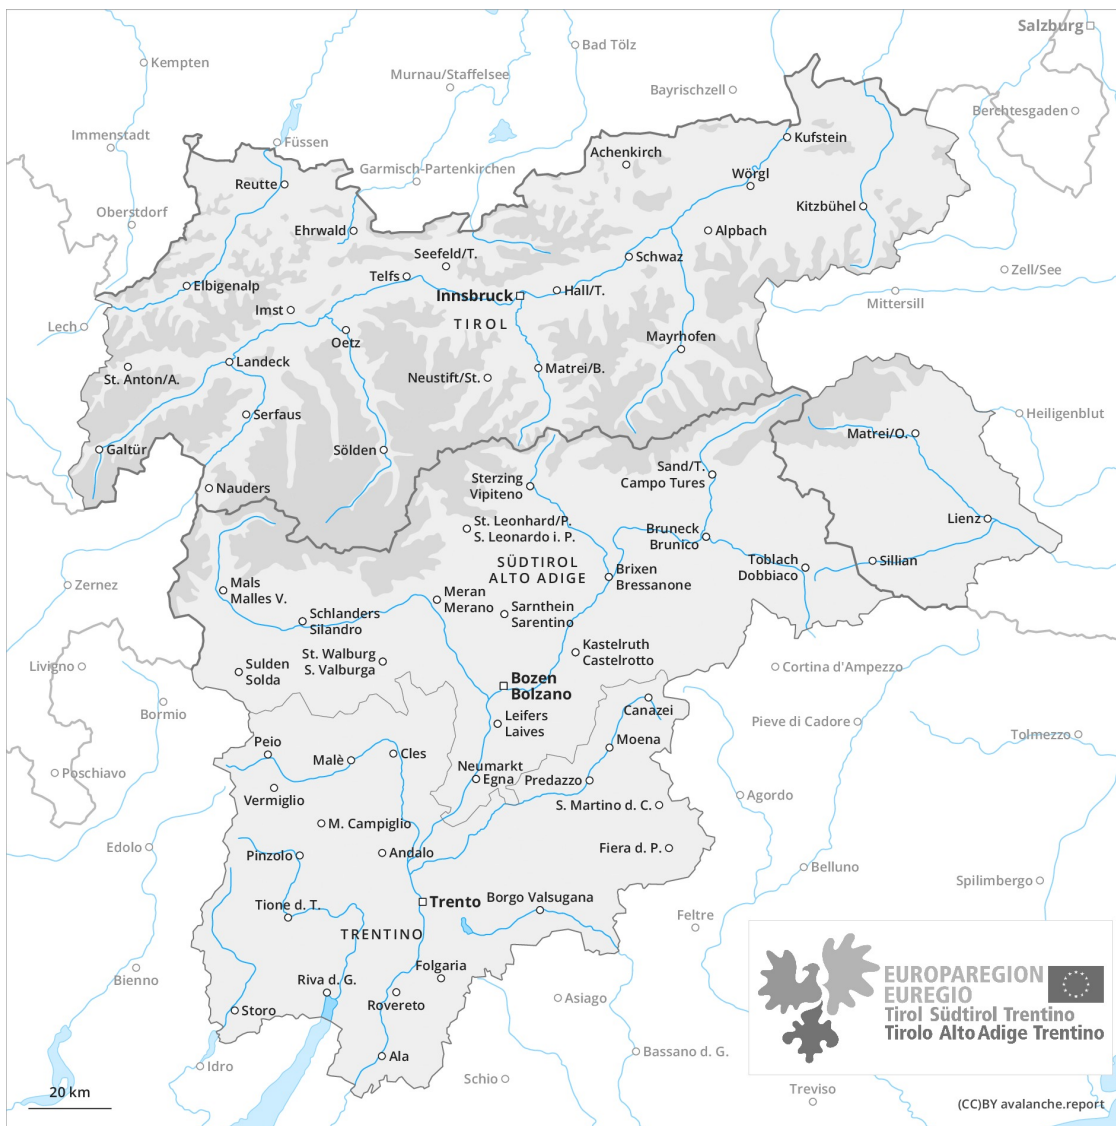 Salzburg
Bad Tölz
Kempten
Murnau/Staffelsee
Bayrischzell
Berchtesgaden
Immenstadt
Füssen
Kufstein
Achenkirch
Garmisch-Partenkirchen
Wörgl
Reutte
Kitzbühel
Oberstdorf
Ehrwald
Alpbach
Seefeld/T.
Schwaz
Zell/See
Telfs
Elbigenalp
Hall/T.
Innsbruck
Mittersill
Imst
TIROL
Lech
Oetz
Mayrhofen
Landeck
Matrei/B.
St. Anton/A.
Neustift/St.
Serfaus
Heiligenblut
Matrei/O.
Galtür
Sölden
Sand/T.
Campo Tures
Sterzing
Vipiteno
Nauders
Lienz
St. Leonhard/P.
S. Leonardo i. P.
Bruneck
Brunico
SÜDTIROL
ALTO ADIGE
Toblach
Dobbiaco
Sillian
Brixen
Bressanone
Zernez
Mals
Malles V.
Meran
Merano
Schlanders
Silandro
Sarnthein
Sarentino
Kastelruth
Castelrotto
St. Walburg
S. Valburga
Livigno
Sulden
Solda
Cortina d'Ampezzo
Bozen
Bolzano
Bormio
Canazei
Leifers
Laives
Pieve di Cadore
Tolmezzo
Peio
Moena
Cles
Malè
Neumarkt
Egna
Predazzo
Poschiavo
Vermiglio
Agordo
S. Martino d. C.
M. Campiglio
Edolo
Fiera d. P.
Pinzolo
Andalo
Belluno
Spilimbergo
Borgo Valsugana
Trento
Tione d. T.
Feltre
TRENTINO
Folgaria
Bienno
Riva d. G.
Rovereto
Asiago
Storo
EUROPAREGION
EUREGIO
Tirol Südtirol Trentino
Tirolo Alto Adige Trentino
Ala
Bassano d. G.
Idro
Schio
Treviso
20 km
(CC)BY avalanche.report